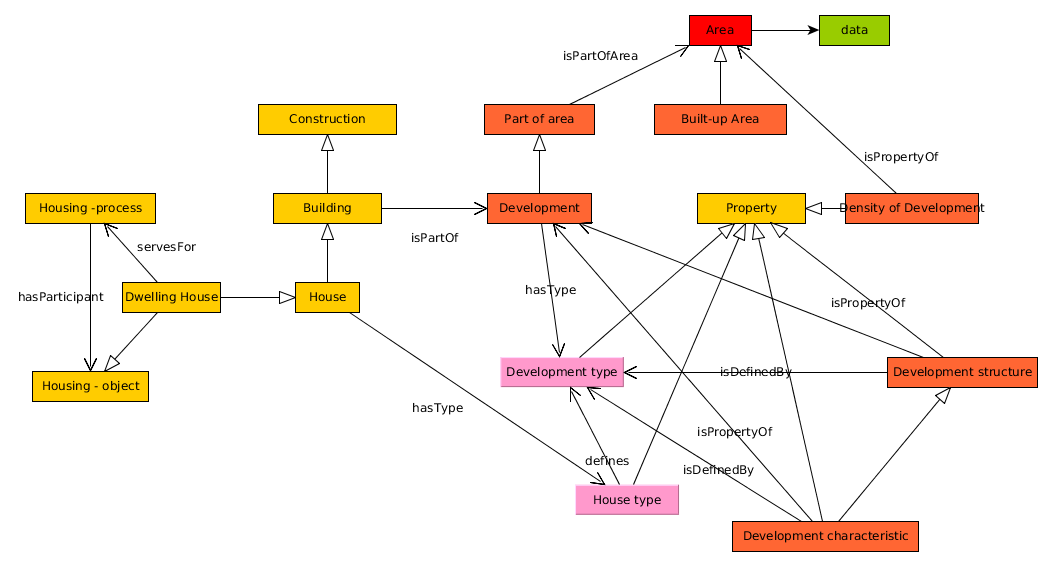 Area
data
isPartOfArea
Construction
Part of area
Built-up Area
isPropertyOf
Housing -process
Building
Development
Property
Density of Development
isPartOf
servesFor
hasType
hasParticipant
Dwelling House
House
isPropertyOf
Housing - object
Development type
isDefinedBy
Development structure
hasType
isPropertyOf
defines
isDefinedBy
House type
Development characteristic